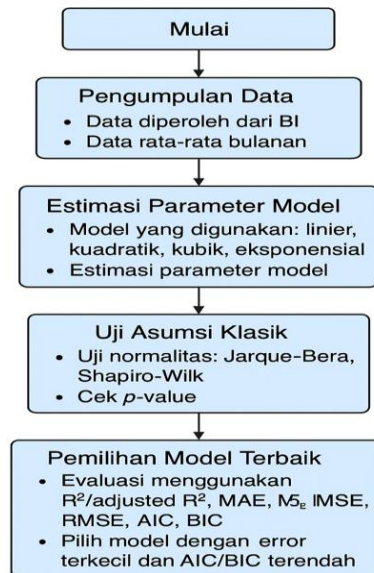 Mulai
Pengumpulan Data
• Data diperoleh dari BI
• Data rata-rata bulanan
Estimasi Parameter Model
• Model yang digunakan: linier,
kuadratik, kubik, eksponensial
• Estimasi parameter model
Uji Asumsi Klasik
• Uji normalitas: Jarque-Bera,
Shapiro-Wilk
• Cek p-value
Pemilihan Model Terbaik
• Evaluasi menggunakan
R²/adjusted R², MAE, IMSE,
RMSE, AIC, BIC
• Pilih model dengan error
terkecil dan AIC/BIC terendah